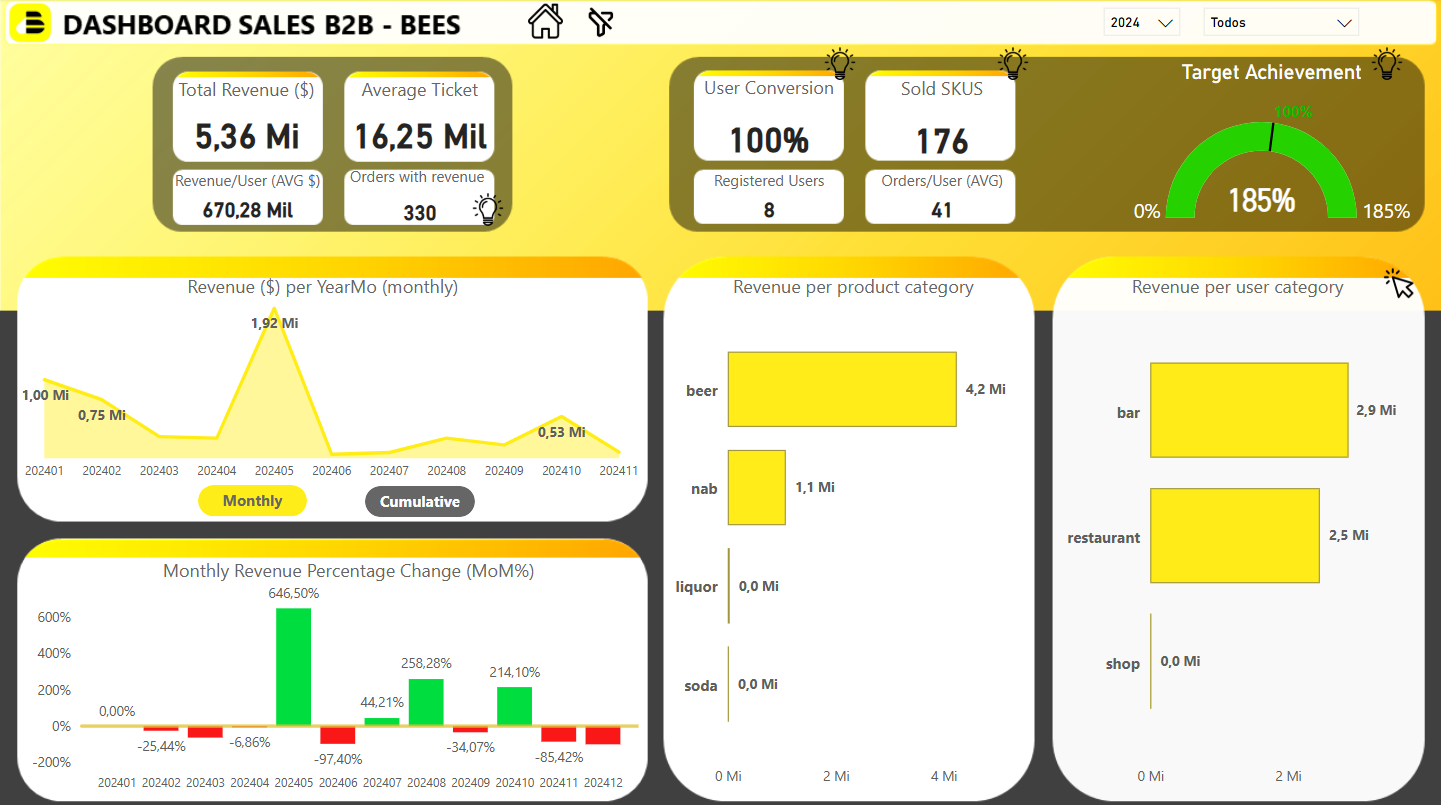 DASHBOARD SALES B2B - BEES
2024
Todos
Total Revenue ($)
5,36 Mi
Average Ticket
16,25 Mil
Revenue/User (AVG $)
670,28 Mil
Orders with revenue
330
User Conversion
100%
Sold SKUS
176
Registered Users
8
Orders/User (AVG)
41
Target Achievement
100%
185%
0%
185%
Revenue ($) per YearMo (monthly)
1,92 Mi
1,00 Mi
0,75 Mi
0,53 Mi
202401 202402 202403 202404 202405 202406 202407 202408 202409 202410 202411
Monthly
Cumulative
Monthly Revenue Percentage Change (MoM%)
646,50%
600%
400%
258,28%
214,10%
200%
44,21%
0,00%
0%
-25,44%
-6,86%
-34,07%
-97,40%
-85,42%
-200%
202401 202402 202403 202404 202405 202406 202407 202408 202409 202410 202411 202412
Revenue per product category
beer
4,2 Mi
nab
1,1 Mi
liquor
0,0 Mi
soda
0,0 Mi
0 Mi 2 Mi 4 Mi
Revenue per user category
bar
2,9 Mi
restaurant
2,5 Mi
shop
0,0 Mi
0 Mi 2 Mi